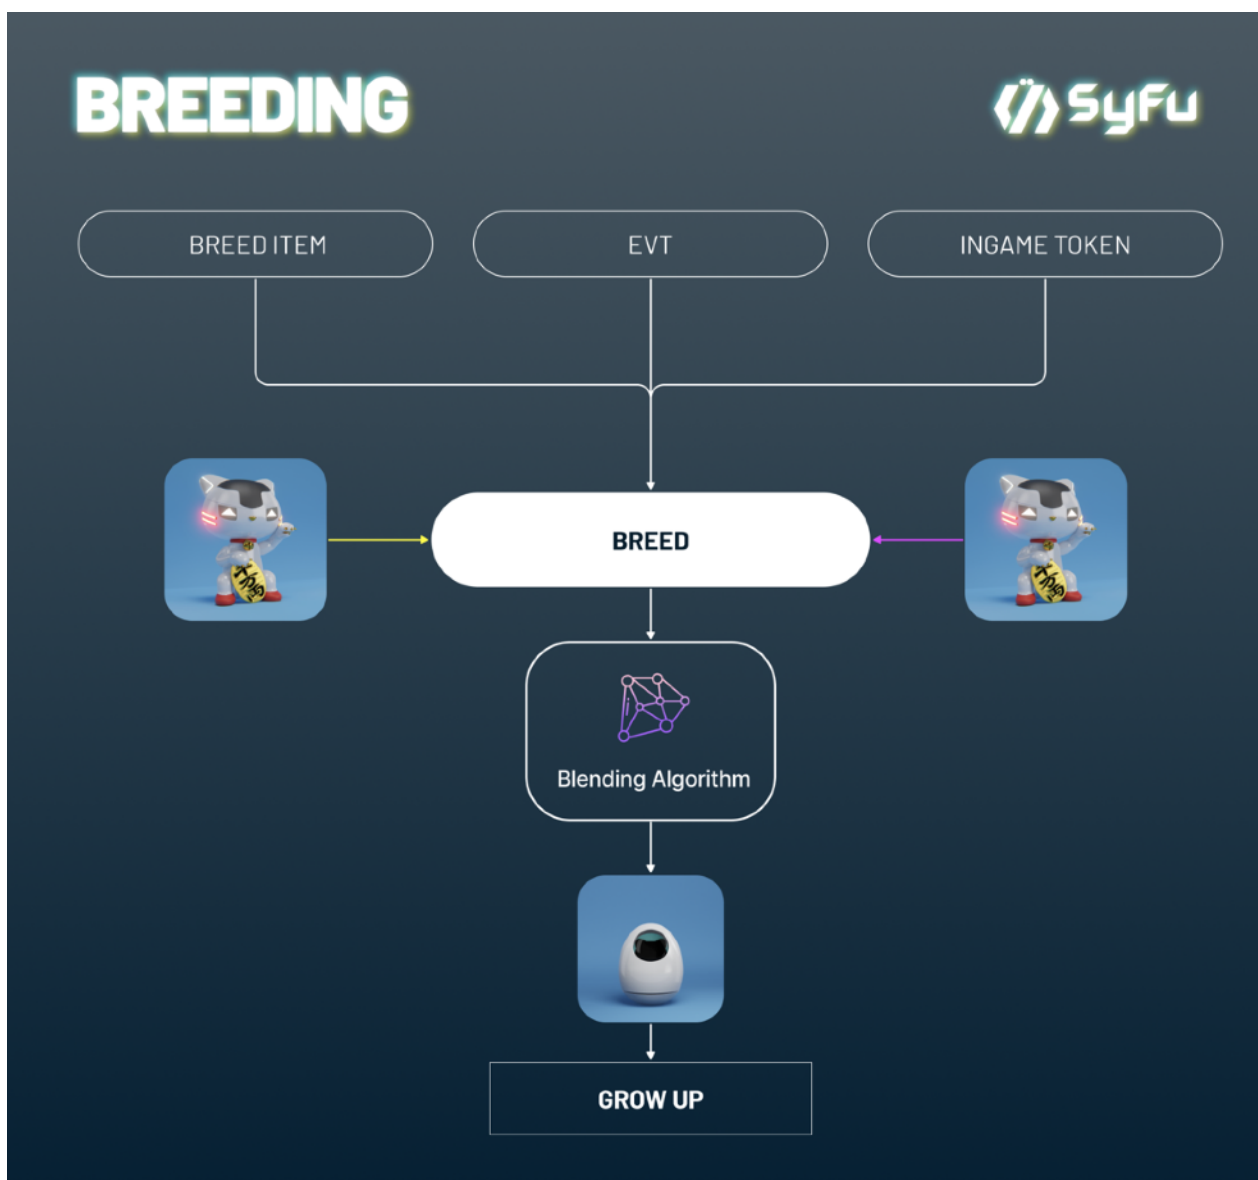 BREEDING
SyFu
BREED ITEM
EVT
INGAME TOKEN
BREED
Blending Algorithm
GROW UP